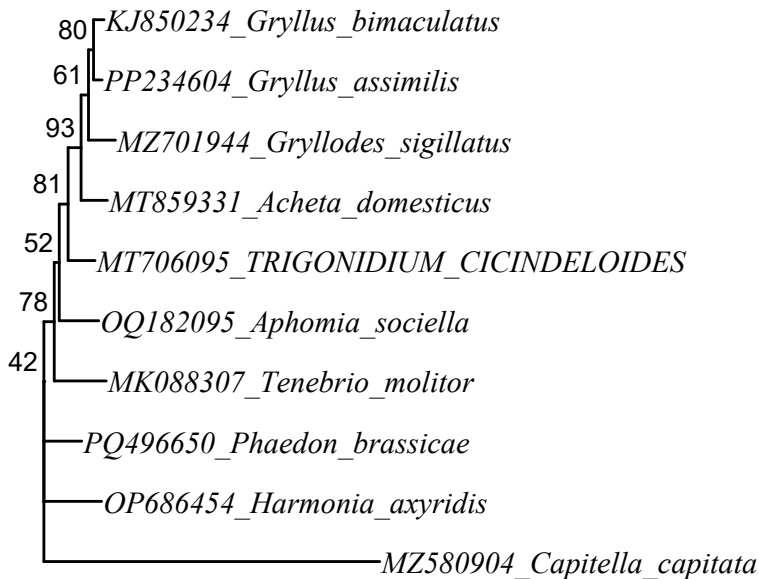 80
KJ850234_Gryllus_bimaculatus
61
PP234604_Gryllus_assimilis
93
MZ701944_Gryllodes_sigillatus
81
MT859331_Acheta_domesticus
52
MT706095_TRIGONIDIUM_CICINDELOIDES
78
OQ182095_Aphomia_sociella
42
MK088307_Tenebrio_molitor
PQ496650_Phaedon_brassicae
OP686454_Harmonia_axyridis
MZ580904_Capitella_capitata